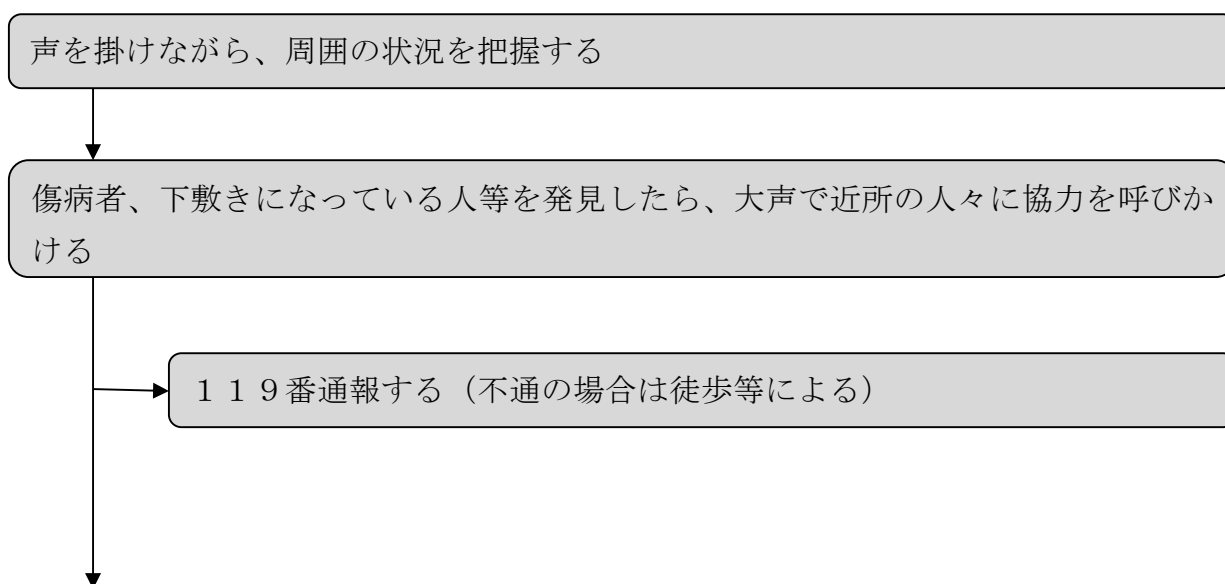 声を掛けながら、周囲の状況を把握する
傷病者、下敷きになっている人等を発見したら、大声で近所の人々に協力を呼びか
ける
１１９番通報する（不通の場合は徒歩等による）